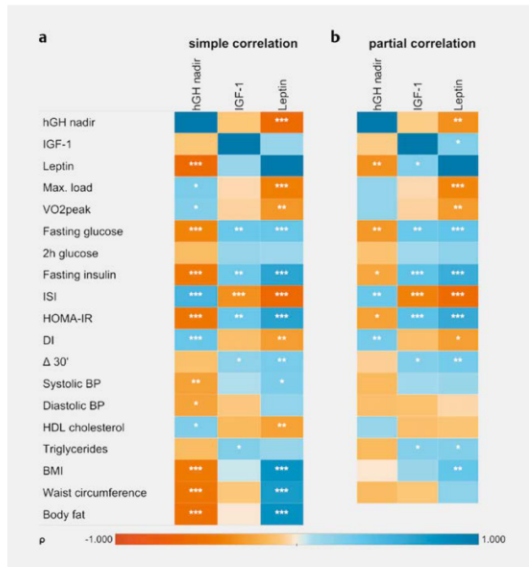 a
b
simple correlation
partial correlation
hGH nadir
IGF-1
Leptin
hGH nadir
IGF-1
Leptin
hGH nadir *** **
IGF-1 *
Leptin *** ** *
Max. load * *** ***
VO2peak * ** **
Fasting glucose *** ** *** ** ** ***
2h glucose
Fasting insulin *** ** *** * *** ***
ISI *** *** *** ** *** ***
HOMA-IR *** ** *** * *** ***
DI *** ** ** *
Δ 30' * ** * **
Systolic BP ** *
Diastolic BP *
HDL cholesterol * **
Triglycerides * * *
BMI *** *** **
Waist circumference *** ***
Body fat *** ***
ρ -1.000 1.000